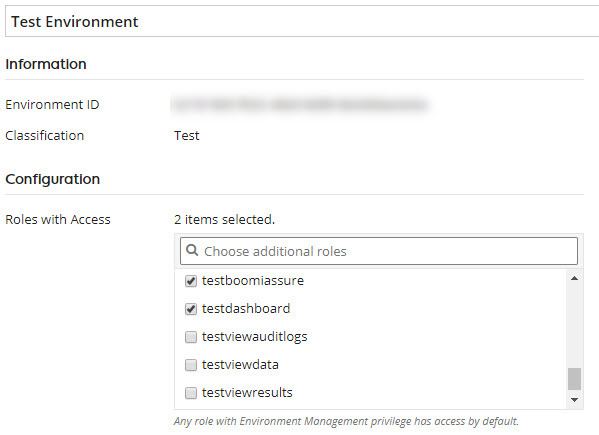 Test Environment
Information
Environment ID
Classification Test
Configuration
Roles with Access 2 items selected.
Choose additional roles
testboomiassure
testdashboard
testviewauditlogs
testviewdata
testviewresults
Any role with Environment Management privilege has access by default.